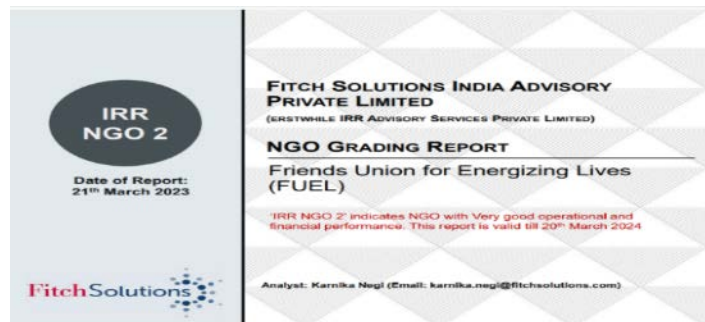 IRR
NGO 2
Date of Report:
21th March 2023
FitchSolutions
FITCH SOLUTIONS INDIA ADVISORY
PRIVATE LIMITED
(ERSTWHILE IRR ADVISORY SERVICES PRIVATE LIMITED)
NGO GRADING REPORT
Friends Union for Energizing Lives
(FUEL)
'IRR NGO 2' indicates NGO with Very good operational and
financial performance. This report is valid till 20th March 2024
Analyst: Karnika Negi (Email: karnika.negi@fitchsolutions.com)